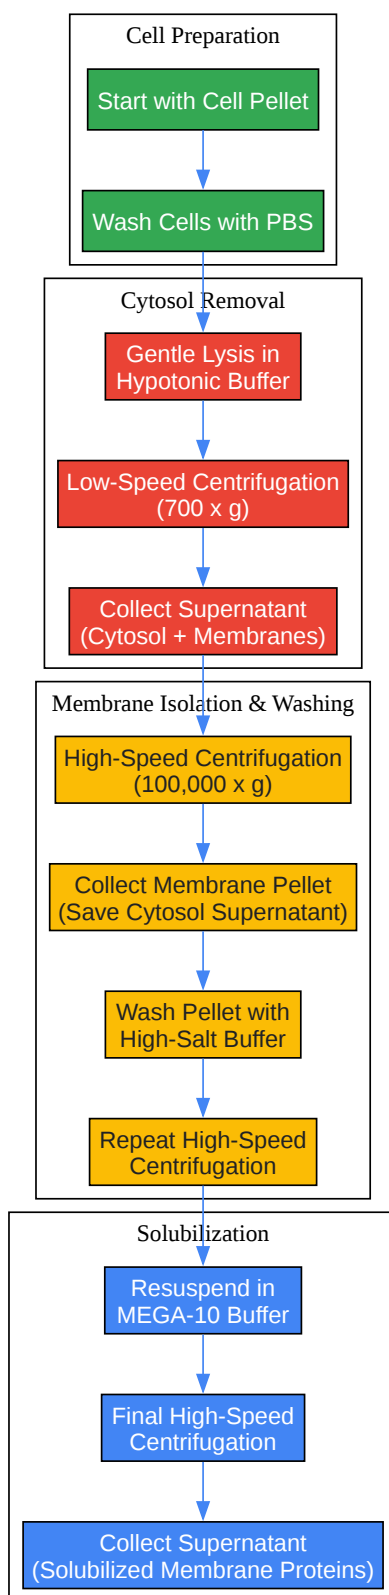 Cell Preparation
Start with Cell Pellet
Wash Cells with PBS
Cytosol Removal
Gentle Lysis in
Hypotonic Buffer
Low-Speed Centrifugation
(700 x g)
Collect Supernatant
(Cytosol + Membranes)
Membrane Isolation & Washing
High-Speed Centrifugation
(100,000 x g)
Collect Membrane Pellet
(Save Cytosol Supernatant)
Wash Pellet with
High-Salt Buffer
Repeat High-Speed
Centrifugation
Solubilization
Resuspend in
MEGA-10 Buffer
Final High-Speed
Centrifugation
Collect Supernatant
(Solubilized Membrane Proteins)